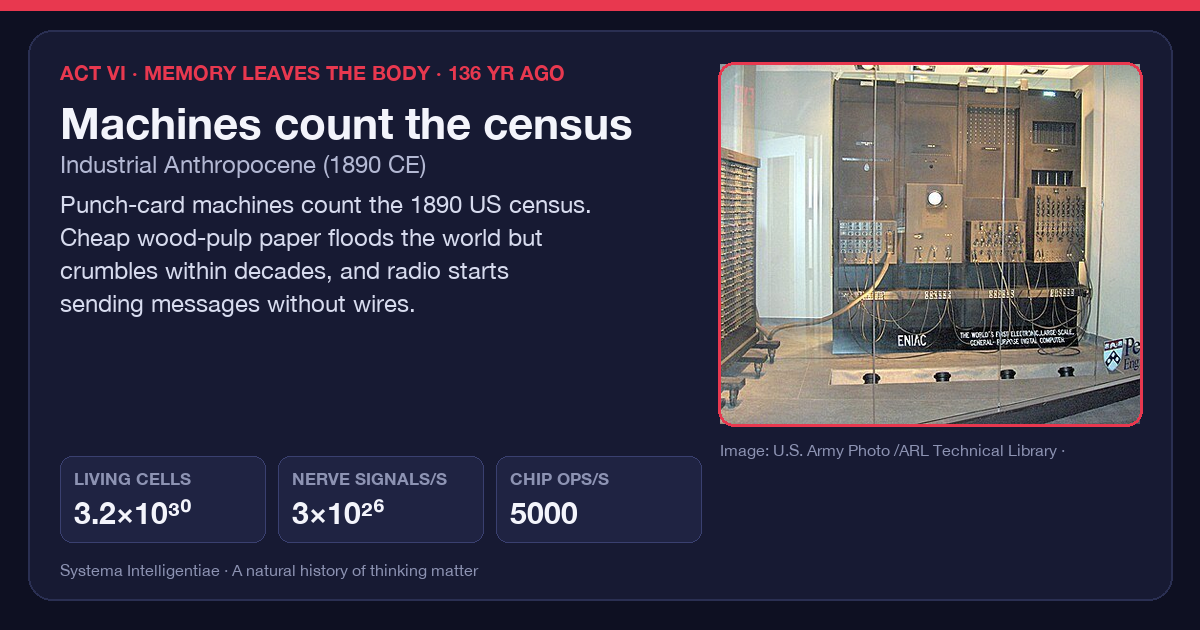 ACT VI · MEMORY LEAVES THE BODY · 136 YR AGO
Machines count the census
Industrial Anthropocene (1890 CE)
Punch-card machines count the 1890 US census.
Cheap wood-pulp paper floods the world but
crumbles within decades, and radio starts
sending messages without wires.
ENIAC
THE WORLD'S FIRST ELECTRONIC, LARGE SCALE,
GENERAL-PURPOSE DIGITAL COMPUTER
Pe
Eng
Image: U.S. Army Photo /ARL Technical Library ·
LIVING CELLS
3.2×10³⁰
NERVE SIGNALS/S
3×10²⁶
CHIP OPS/S
5000
Systema Intelligentiae · A natural history of thinking matter